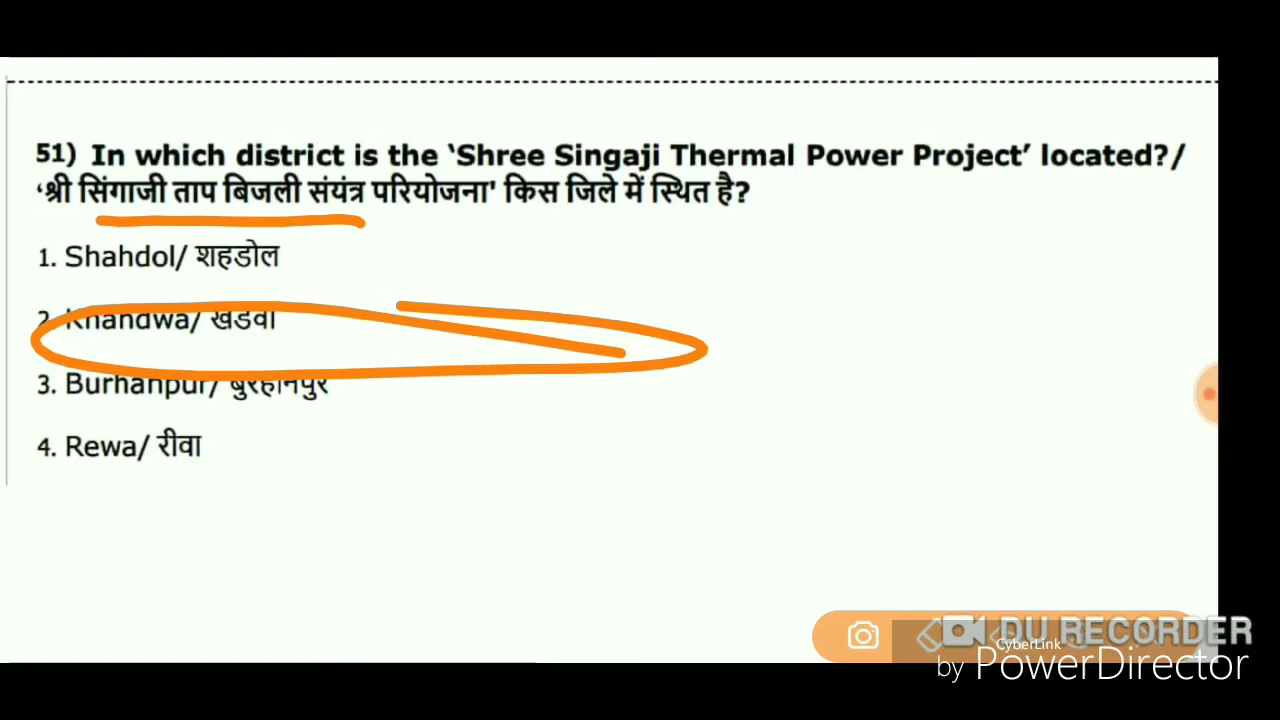 51) In which district is the ‘Shree Singaji Thermal Power Project’ located?/
‘श्री सिंगाजी ताप बिजली संयंत्र परियोजना' किस जिले में स्थित है?
1. Shahdol/ शहडोल
2. Khandwa/ खंडवा
3. Burhanpur/ बुरहानपुर
4. Rewa/ रीवा
DU RECORDER
CyberLink
by PowerDirector